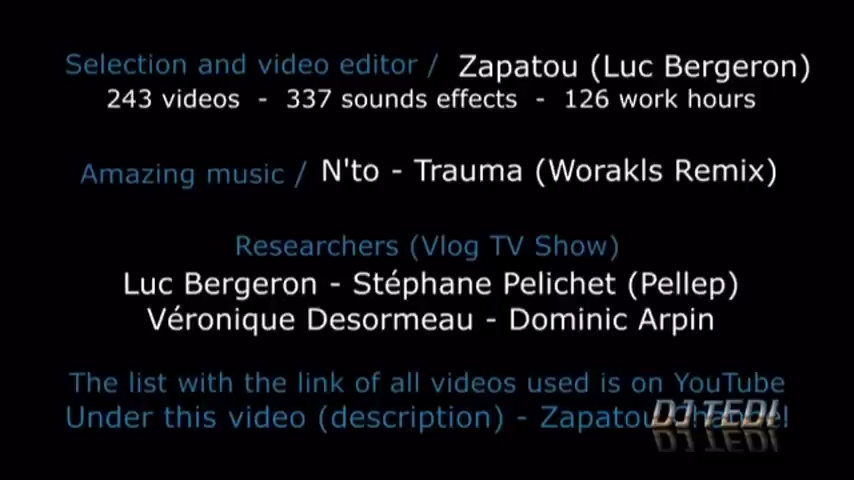 Selection and video editor / Zapatou (Luc Bergeron)
243 videos - 337 sounds effects - 126 work hours
Amazing music / N'to - Trauma (Worakls Remix)
Researchers (Vlog TV Show)
Luc Bergeron - Stéphane Pelichet (Pellep)
Véronique Desormeau - Dominic Arpin
The list with the link of all videos used is on YouTube
Under this video (description) - Zapatou
DJ TEDI